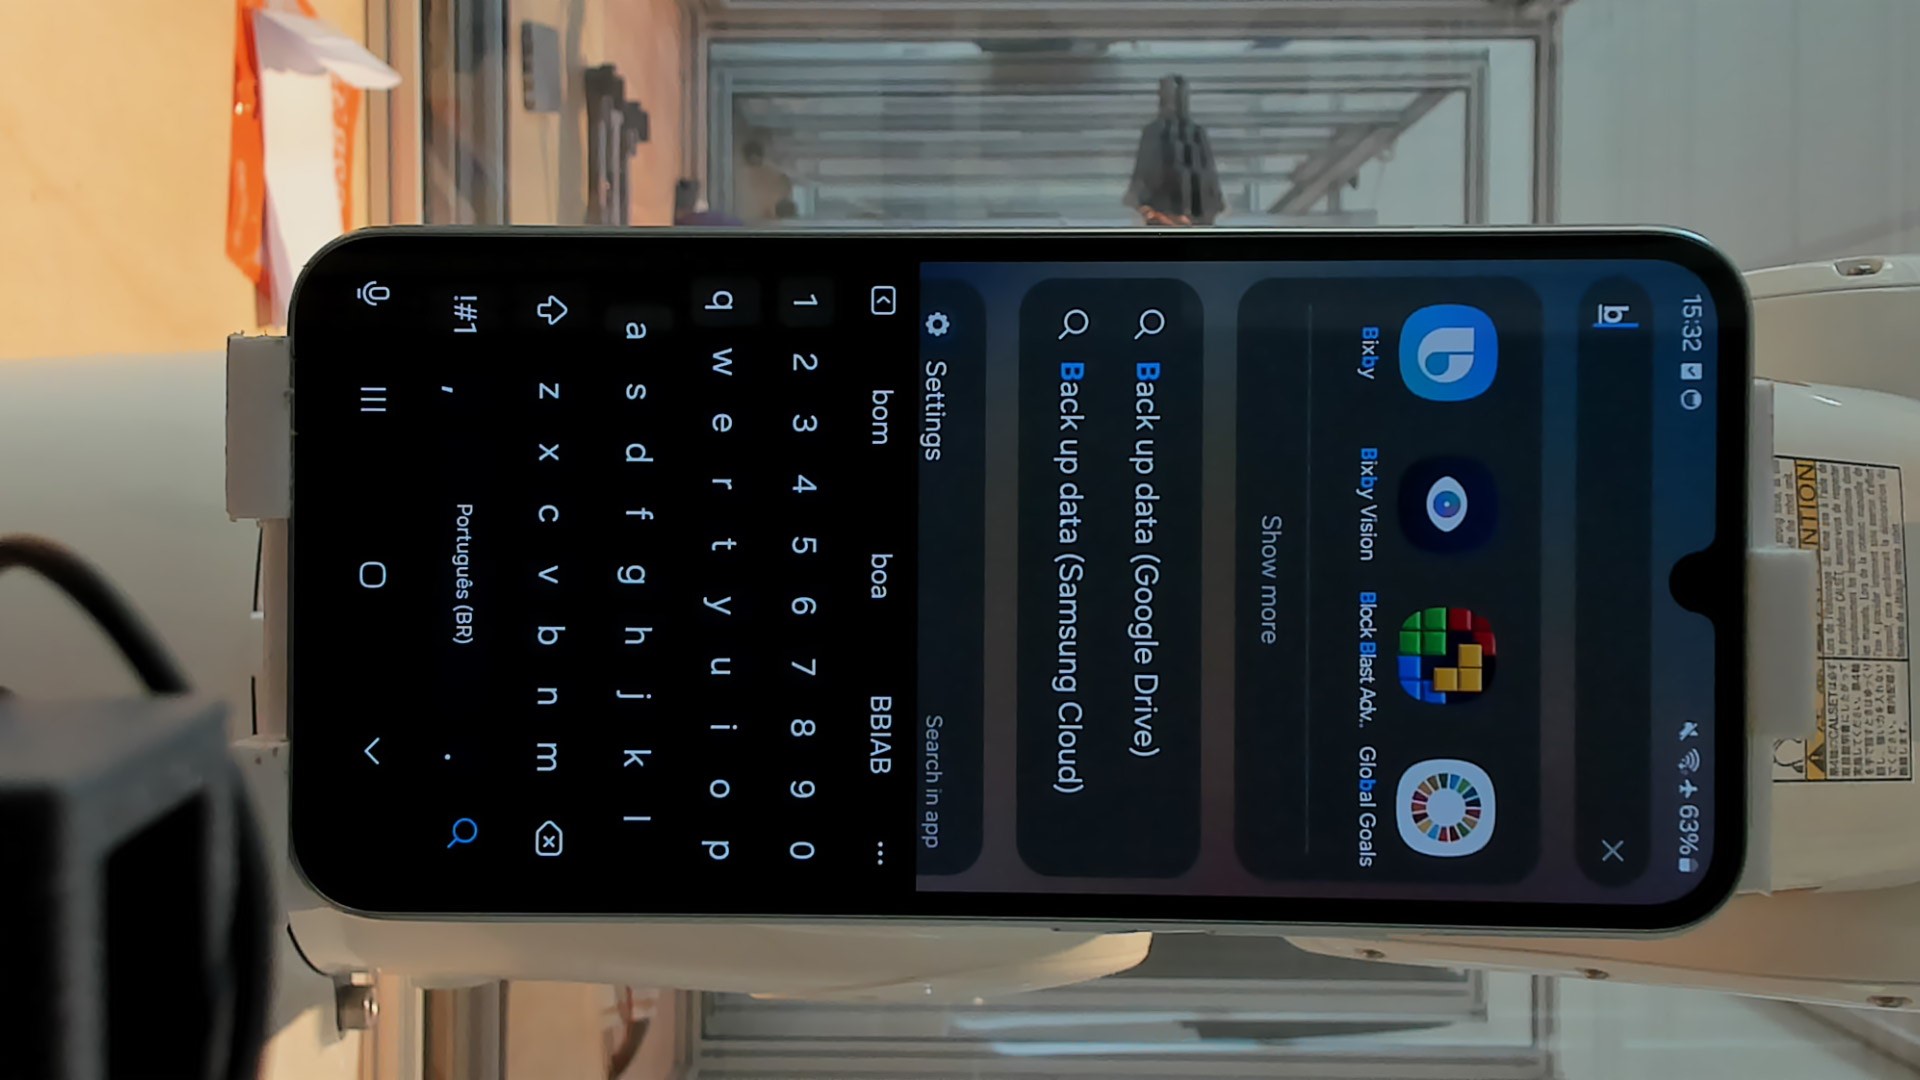 15:32
63%
b
Bixby
Bixby Vision
Block Blast Adv..
Global Goals
Show more
Back up data (Google Drive)
Back up data (Samsung Cloud)
Settings
Search in app
bom boa BBIAB ...
1 2 3 4 5 6 7 8 9 0
q w e r t y u i o p
a s d f g h j k l
z x c v b n m
!#1 , Português (BR) .